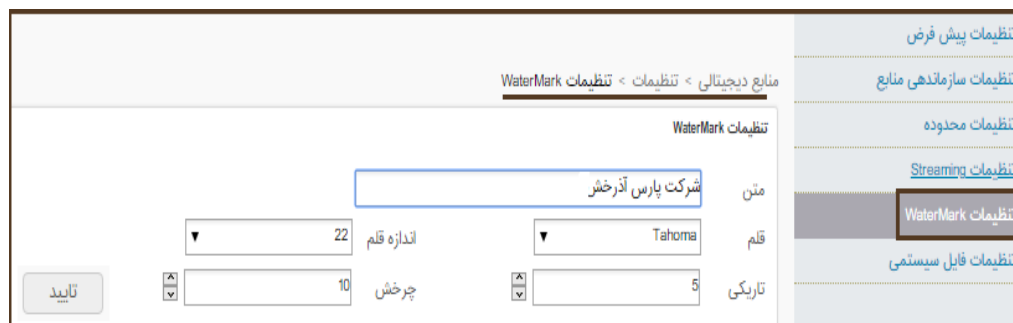 تنظیمات پیش فرض
تنظیمات سازماندهی منابع
تنظیمات محدوده
تنظیمات Streaming
تنظیمات WaterMark
تنظیمات فایل سیستمی
منابع دیجیتالی > تنظیمات > تنظیمات WaterMark
تنظیمات WaterMark
متن شرکت پارس آذرخش
قلم Tahoma اندازه قلم 22
تاریکی 5 چرخش 10 تایید